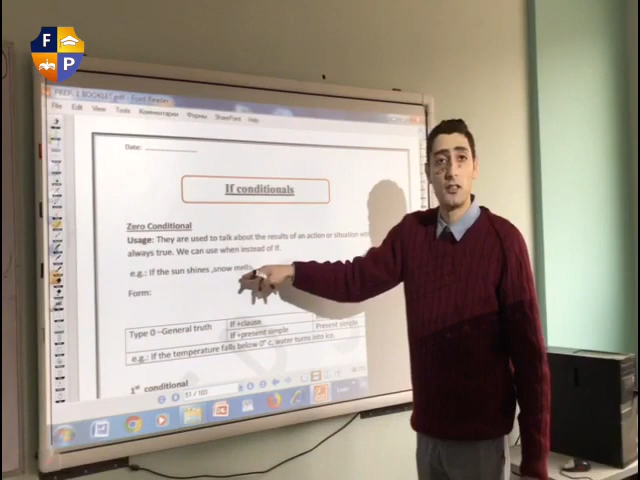 F
P
PREP. 1 BOOKLET.pdf - Foxit Reader
File Edit View Tools Комментарии Формы SharePoint Help
Date:
If conditionals
Zero Conditional
Usage: They are used to talk about the results of an action or situation
always true. We can use when instead of if.
e.g.: If the sun shines ,snow melts
Form:
Type 0 –General truth
If +clause
If +present simple
Present simple
e.g.: If the temperature falls below 0° c, water turns into ice.
1st conditional
51 / 103